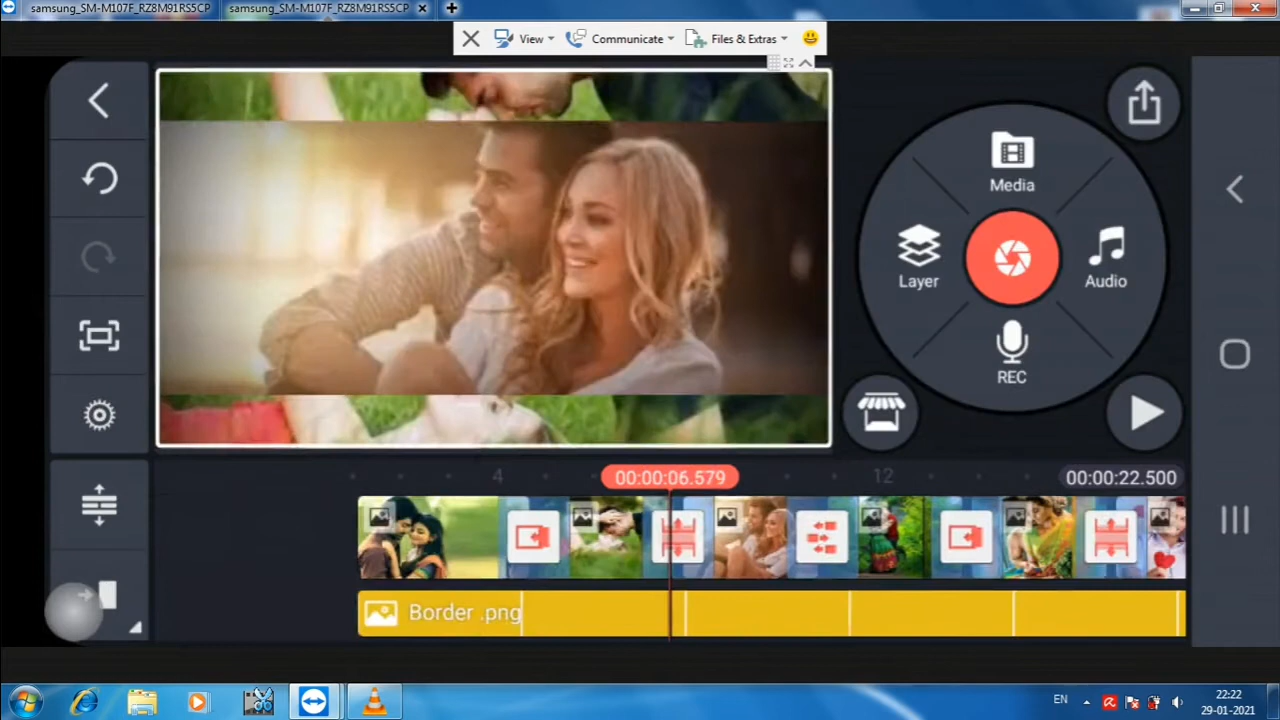 samsung_SM-M107F_RZ8M91RS5CP
samsung_SM-M107F_RZ8M91RS5CP
View
Communicate
Files & Extras
Media
Layer
Audio
REC
4
00:00:06.579
12
00:00:22.500
Border .png
EN
22:22
29-01-2021